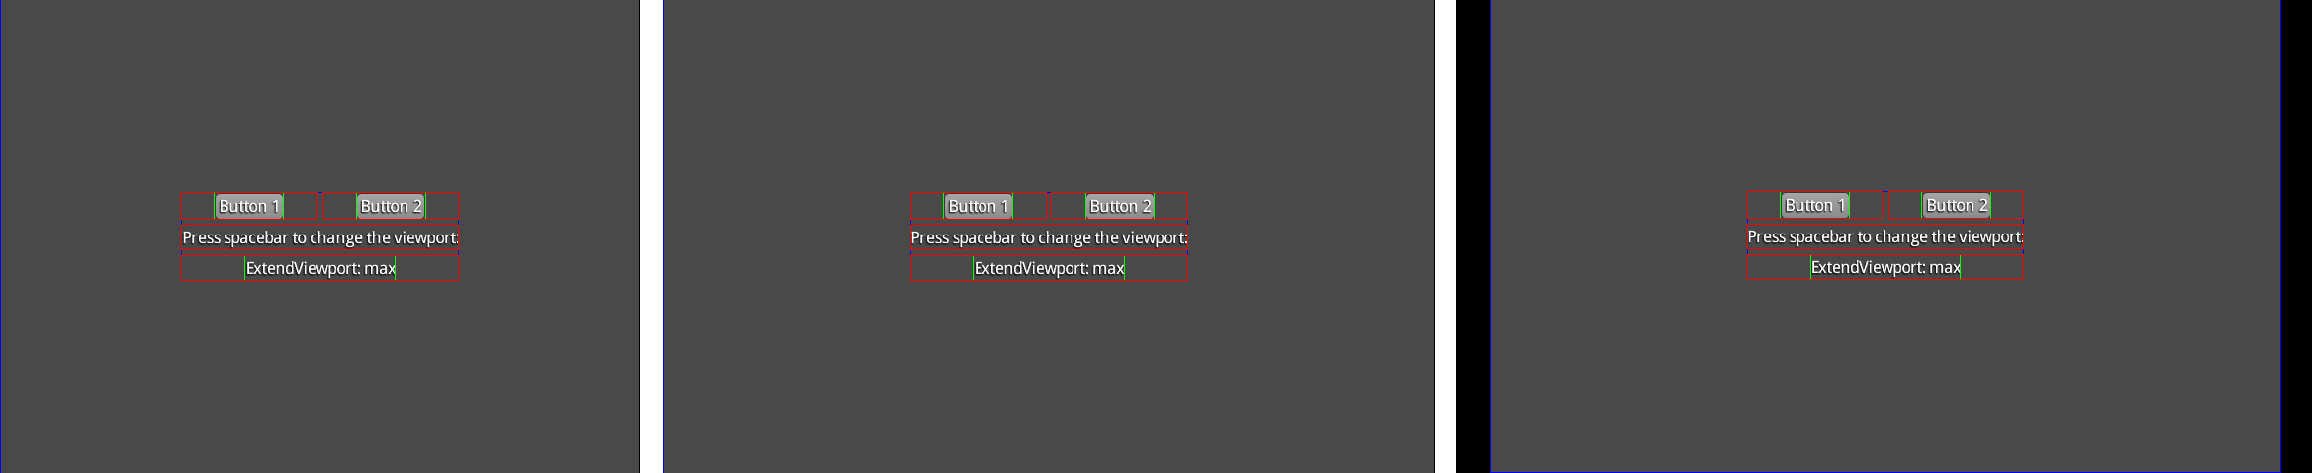 Button 1 Button 2
Press spacebar to change the viewport:
ExtendViewport: max
Button 1 Button 2
Press spacebar to change the viewport:
ExtendViewport: max
Button 1 Button 2
Press spacebar to change the viewport:
ExtendViewport: max